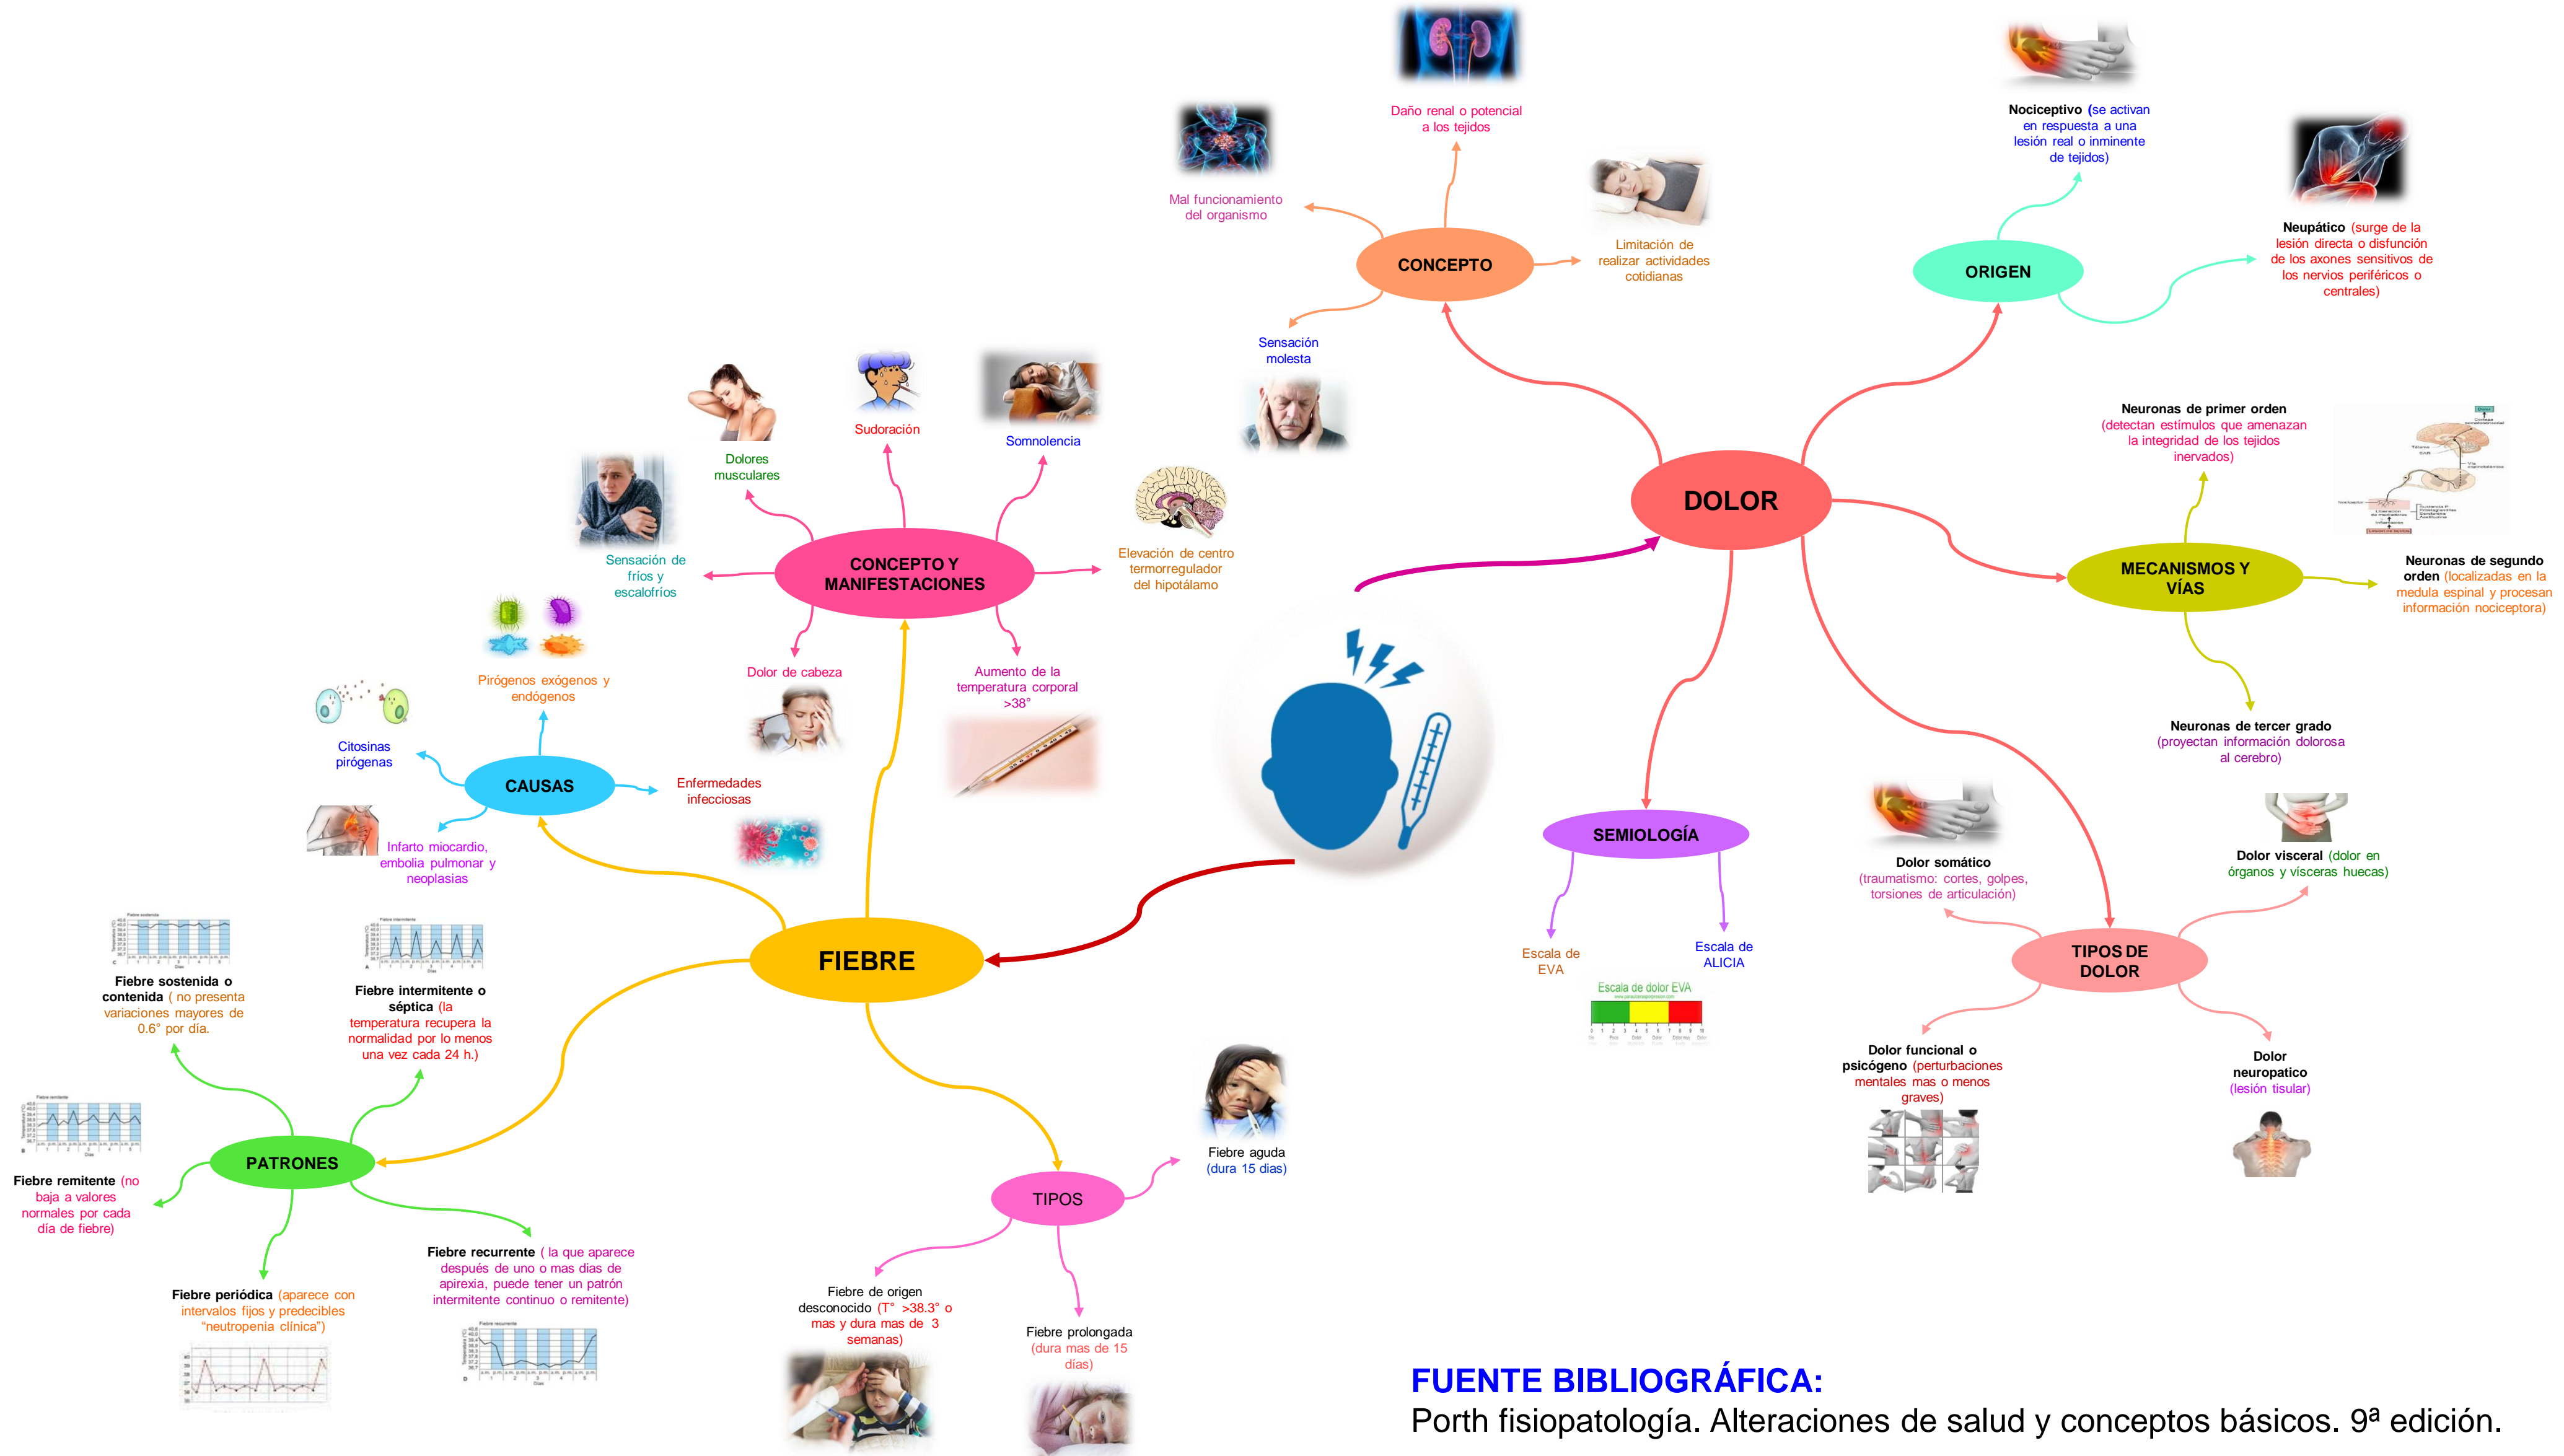 Daño renal o potencial
a los tejidos
Mal funcionamiento
del organismo
CONCEPTO
Limitación de
realizar actividades
cotidianas
Sensación
molesta
Nociceptivo (se activan
en respuesta a una
lesión real o inminente
de tejidos)
ORIGEN
Neupático (surge de la
lesión directa o disfunción
de los axones sensitivos de
los nervios periféricos o
centrales)
DOLOR
Neuronas de primer orden
(detectan estímulos que amenazan
la integridad de los tejidos
inervados)
MECANISMOS Y
VÍAS
Neuronas de segundo
orden (localizadas en la
medula espinal y procesan
información nociceptora)
Neuronas de tercer grado
(proyectan información dolorosa
al cerebro)
SEMIOLOGÍA
Escala de
EVA
Escala de
ALICIA
Escala de dolor EVA
Dolor somático
(traumatismo: cortes, golpes,
torsiones de articulación)
Dolor visceral (dolor en
órganos y vísceras huecas)
TIPOS DE
DOLOR
Dolor funcional o
psicógeno (perturbaciones
mentales mas o menos
graves)
Dolor
neuropatico
(lesión tisular)
Dolores
musculares
Sudoración
Somnolencia
Sensación de
fríos y
escalofríos
CONCEPTO Y
MANIFESTACIONES
Elevación de centro
termorregulador
del hipotálamo
Dolor de cabeza
Aumento de la
temperatura corporal
>38°
Pirógenos exógenos y
endógenos
Citosinas
pirógenas
CAUSAS
Enfermedades
infecciosas
Infarto miocardio,
embolia pulmonar y
neoplasias
FIEBRE
Fiebre sostenida
Fiebre sostenida o
contenida ( no presenta
variaciones mayores de
0.6° por día.
Fiebre intermitente
Fiebre intermitente o
séptica (la
temperatura recupera la
normalidad por lo menos
una vez cada 24 h.)
PATRONES
Fiebre remitente
Fiebre remitente (no
baja a valores
normales por cada
día de fiebre)
Fiebre periódica (aparece con
intervalos fijos y predecibles
“neutropenia clínica”)
Fiebre recurrente ( la que aparece
después de uno o mas dias de
apirexia, puede tener un patrón
intermitente continuo o remitente)
Fiebre recurrente
TIPOS
Fiebre aguda
(dura 15 dias)
Fiebre de origen
desconocido (T° >38.3° o
mas y dura mas de 3
semanas)
Fiebre prolongada
(dura mas de 15
días)
FUENTE BIBLIOGRÁFICA:
Porth fisiopatología. Alteraciones de salud y conceptos básicos. 9ª edición.